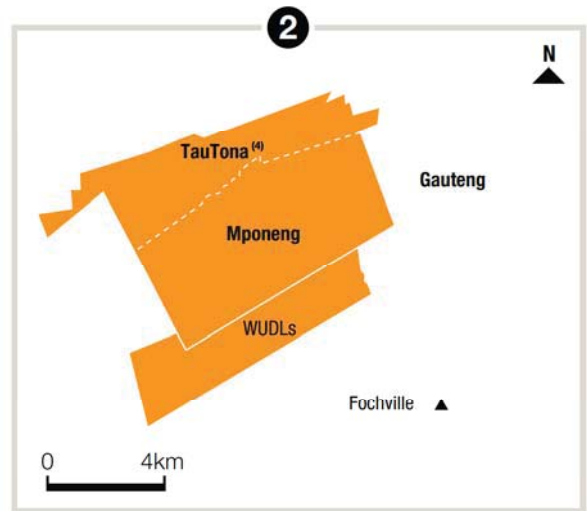 2
N
TauTona (4)
Gauteng
Mponeng
WUDLs
Fochville
0 4km